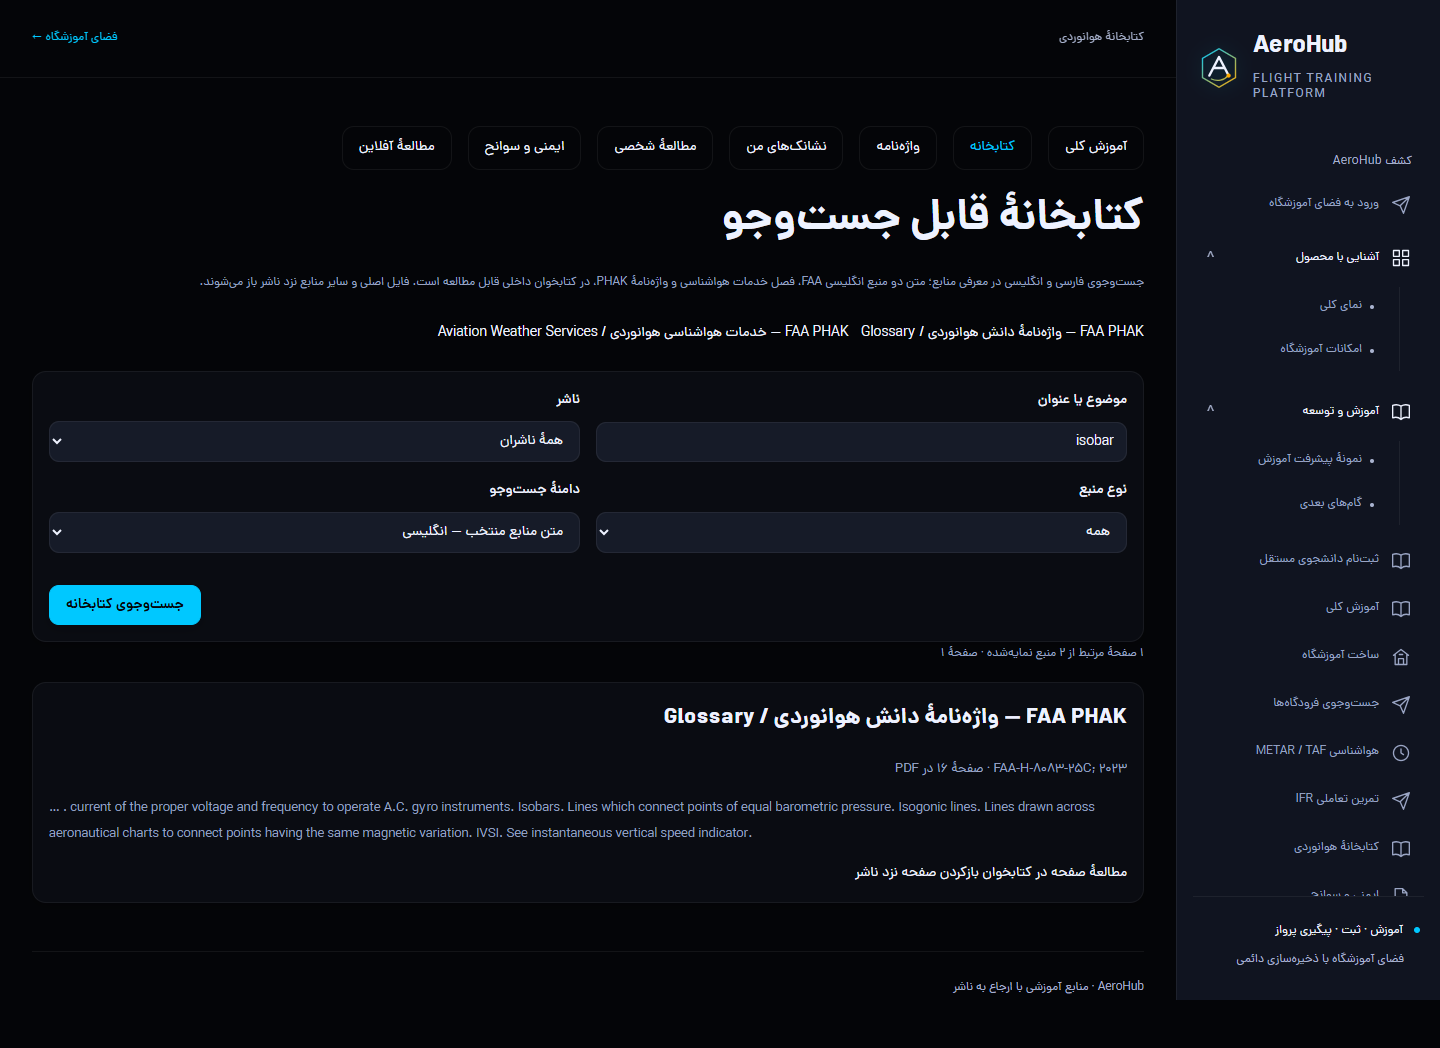 AeroHub
FLIGHT TRAINING
PLATFORM
کشف AeroHub
ورود به فضای آموزشگاه
آشنایی با محصول
^
نمای کلی
امکانات آموزشگاه
آموزش و توسعه
^
نمونهٔ پیشرفت آموزش
گام‌های بعدی
ثبت‌نام دانشجوی مستقل
آموزش کلی
ساخت آموزشگاه
جست‌وجوی فرودگاه‌ها
هواشناسی METAR / TAF
تمرین تعاملی IFR
کتابخانهٔ هوانوردی
ایمنی و سوانح
آموزش · ثبت · پیگیری پرواز
فضای آموزشگاه با ذخیره‌سازی دائمی
کتابخانهٔ هوانوردی
فضای آموزشگاه ←
آموزش کلی
کتابخانه
واژه‌نامه
نشانک‌های من
مطالعهٔ شخصی
ایمنی و سوانح
مطالعهٔ آفلاین
کتابخانهٔ قابل جست‌وجو
جست‌وجوی فارسی و انگلیسی در معرفی منابع؛ متن دو منبع انگلیسی FAA، فصل خدمات هواشناسی و واژه‌نامهٔ PHAK، در کتابخوان داخلی قابل مطالعه است. فایل اصلی و سایر منابع نزد ناشر باز می‌شوند.
FAA PHAK — واژه‌نامهٔ دانش هوانوردی / Glossary
FAA PHAK — خدمات هواشناسی هوانوردی / Aviation Weather Services
موضوع یا عنوان
isobar
ناشر
همهٔ ناشران
نوع منبع
همه
دامنهٔ جست‌وجو
متن منابع منتخب — انگلیسی
جست‌وجوی کتابخانه
۱ صفحهٔ مرتبط از ۲ منبع نمایه‌شده · صفحهٔ ۱
FAA PHAK — واژه‌نامهٔ دانش هوانوردی / Glossary
FAA-H-۸۰۸۳-۲۵C; ۲۰۲۳ · صفحهٔ ۱۶ در PDF
… . current of the proper voltage and frequency to operate A.C. gyro instruments. Isobars. Lines which connect points of equal barometric pressure. Isogonic lines. Lines drawn across
aeronautical charts to connect points having the same magnetic variation. IVSI. See instantaneous vertical speed indicator.
مطالعهٔ صفحه در کتابخوان بازکردن صفحه نزد ناشر
AeroHub · منابع آموزشی با ارجاع به ناشر